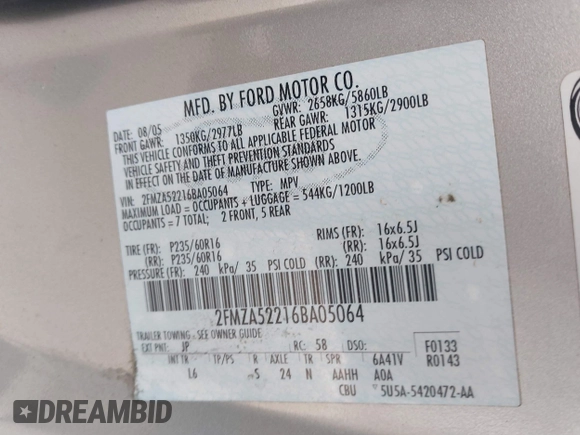 MFD. BY FORD MOTOR CO.
DATE: 08/05 GVWR: 2658KG/5860LB
FRONT GAWR: 1350KG/2977LB REAR GAWR: 1315KG/2900LB
THIS VEHICLE CONFORMS TO ALL APPLICABLE FEDERAL MOTOR
VEHICLE SAFETY AND THEFT PREVENTION STANDARDS
IN EFFECT ON THE DATE OF MANUFACTURE SHOWN ABOVE.
VIN: 2FMZA52216BA05064 TYPE: MPV
MAXIMUM LOAD = OCCUPANTS + LUGGAGE = 544KG/1200LB
OCCUPANTS = 7 TOTAL; 2 FRONT, 5 REAR
TIRE (FR): P235/60R16 RIMS (FR): 16x6.5J
(RR): P235/60R16 (RR): 16x6.5J
PRESSURE (FR): 240 kPa/ 35 PSI COLD (RR): 240 kPa/ 35 PSI COLD
2FMZA52216BA05064
TRAILER TOWING - SEE OWNER GUIDE
EXT PNT: JP RC: 58 DSO: F0133
INT TR TP/PS R AXLE TR SPR 6A41V R0143
L6 S 24 N AAHH AOA
CBU 5U5A-5420472-AA
DREAMBID